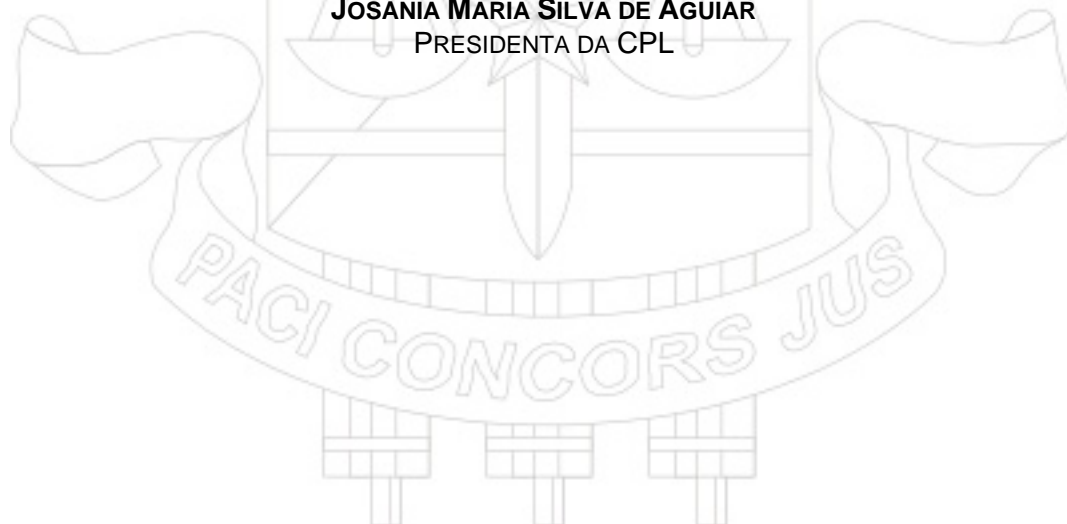 JOSANIA MARIA SILVA DE AGUIAR
PRESIDENTA DA CPL
PACI CONCORS JUS